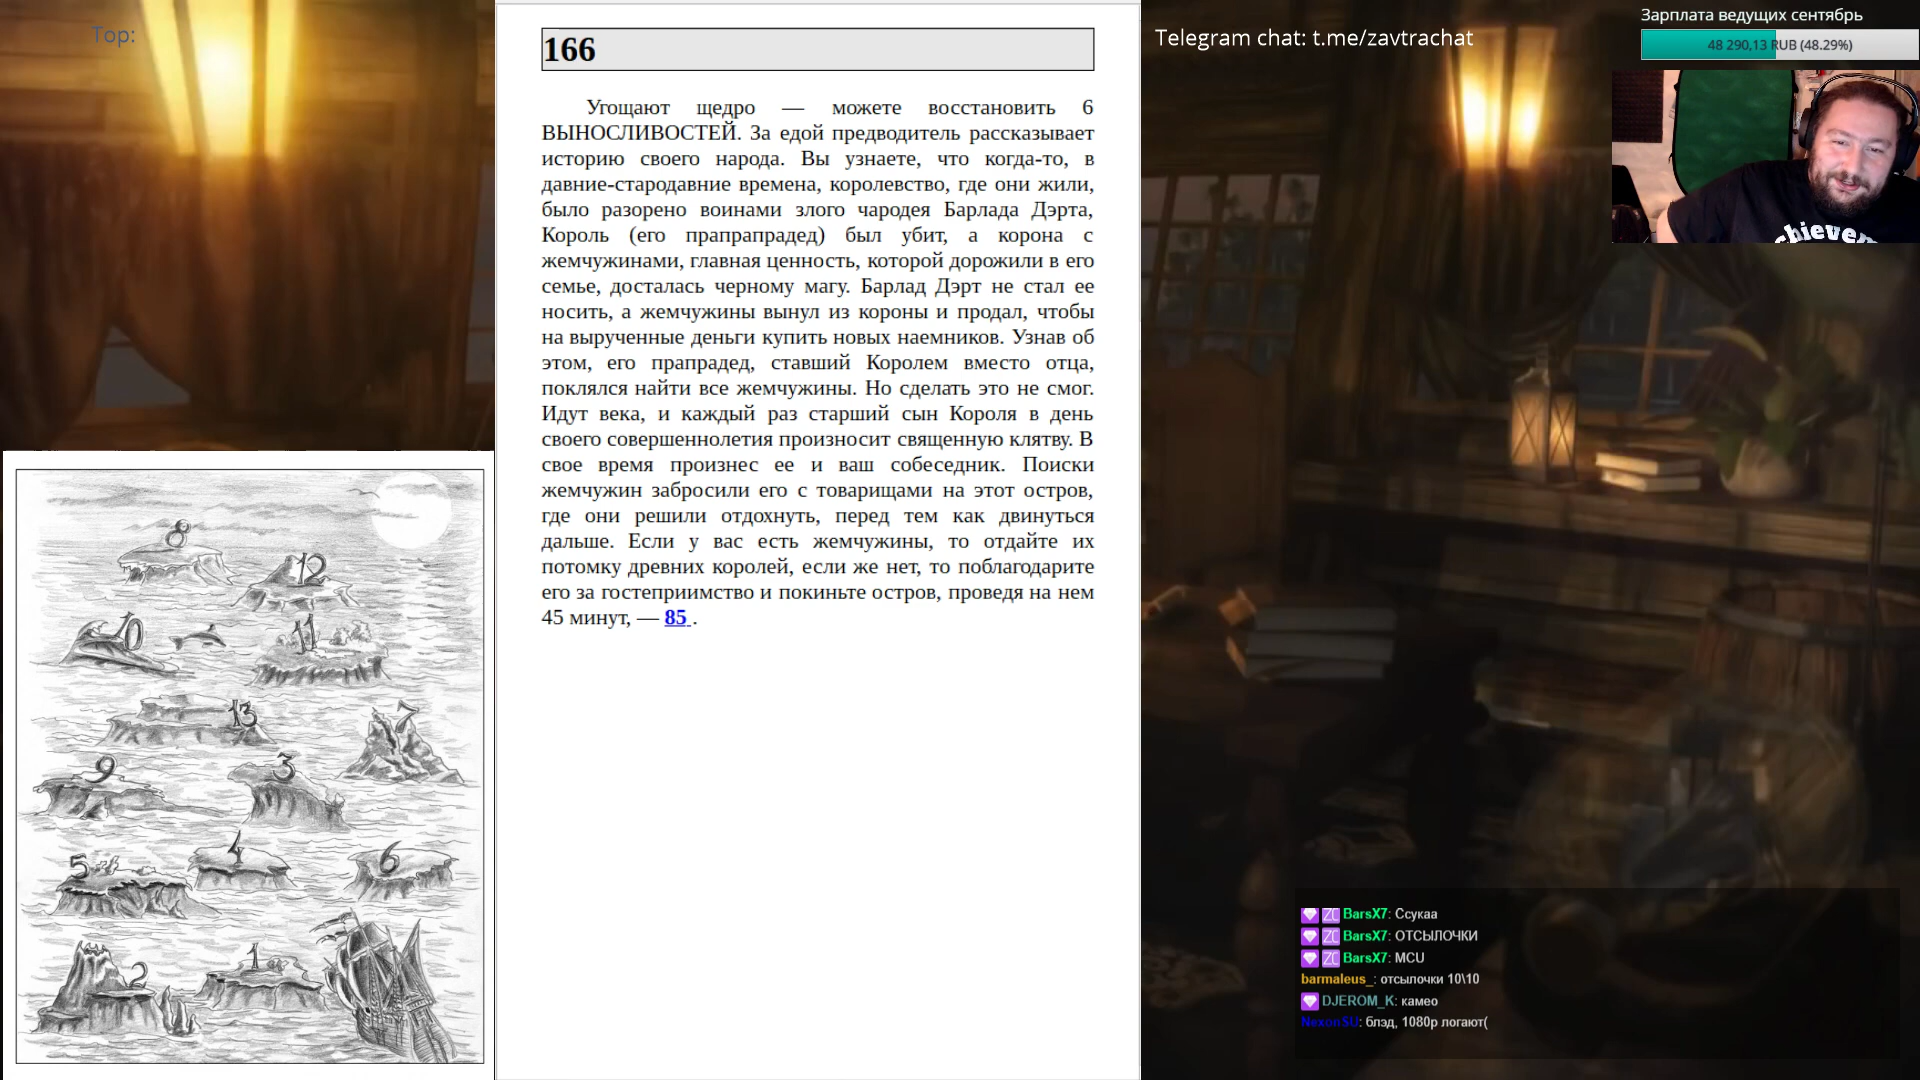 Top:
166
Угощают щедро — можете восстановить 6
ВЫНОСЛИВОСТЕЙ. За едой предводитель рассказывает
историю своего народа. Вы узнаете, что когда-то, в
давние-стародавние времена, королевство, где они жили,
было разорено воинами злого чародея Барлада Дэрта,
Король (его прапрапрадед) был убит, а корона с
жемчужинами, главная ценность, которой дорожили в его
семье, досталась черному магу. Барлад Дэрт не стал ее
носить, а жемчужины вынул из короны и продал, чтобы
на вырученные деньги купить новых наемников. Узнав об
этом, его прапрадед, ставший Королем вместо отца,
поклялся найти все жемчужины. Но сделать это не смог.
Идут века, и каждый раз старший сын Короля в день
своего совершеннолетия произносит священную клятву. В
свое время произнес ее и ваш собеседник. Поиски
жемчужин забросили его с товарищами на этот остров,
где они решили отдохнуть, перед тем как двинуться
дальше. Если у вас есть жемчужины, то отдайте их
потомку древних королей, если же нет, то поблагодарите
его за гостеприимство и покиньте остров, проведя на нем
45 минут, — 85 .
8
12
10
11
13
7
9
3
4
5
6
2
1
Telegram chat: t.me/zavtrachat
Зарплата ведущих сентябрь
48 290,13 RUB (48.29%)
chievem
ZC BarsX7: Ссукаа
ZC BarsX7: ОТСЫЛОЧКИ
ZC BarsX7: MCU
barmaleus_: отсылочки 10\10
DJEROM_K: камео
NexonSU: блэд, 1080р логают(